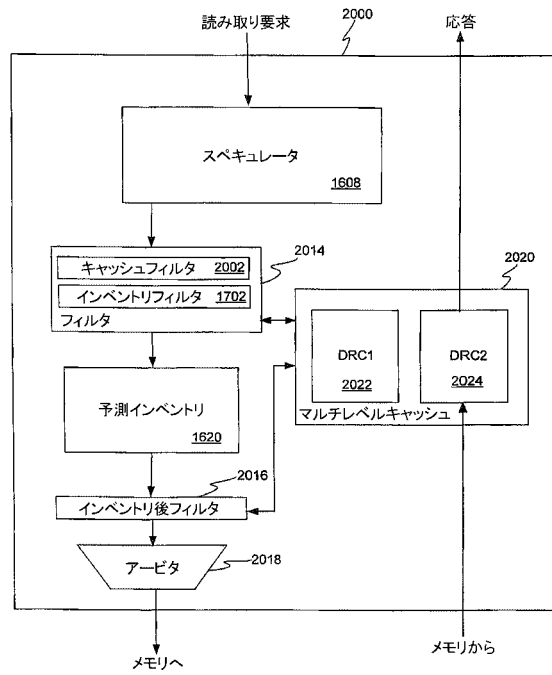 読み取り要求
2000
応答
スペキュレータ
1608
2014
キャッシュフィルタ 2002
インベントリフィルタ 1702
フィルタ
2020
DRC1
2022
DRC2
2024
マルチレベルキャッシュ
予測インベントリ
1620
2016
インベントリ後フィルタ
アービタ
2018
メモリへ
メモリから